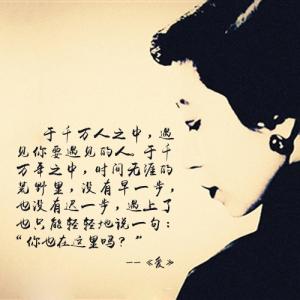 于千万人之中，遇
见你要遇见的人。于千
万年之中，时间无涯的
荒野里，没有早一步，
也没有迟一步，遇上了
也只能轻轻地说一句：
“你也在这里吗？”
--《爱》